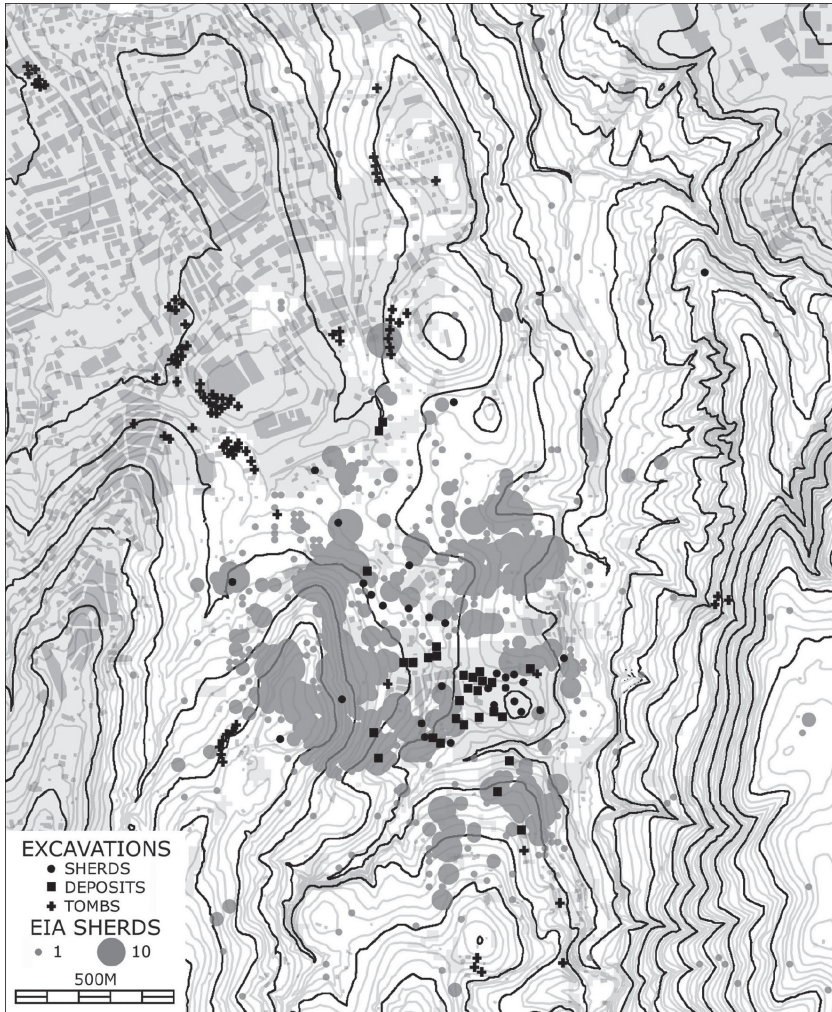 EXCAVATIONS
SHERDS
DEPOSITS
TOMBS
EIA SHERDS
1 10
500M